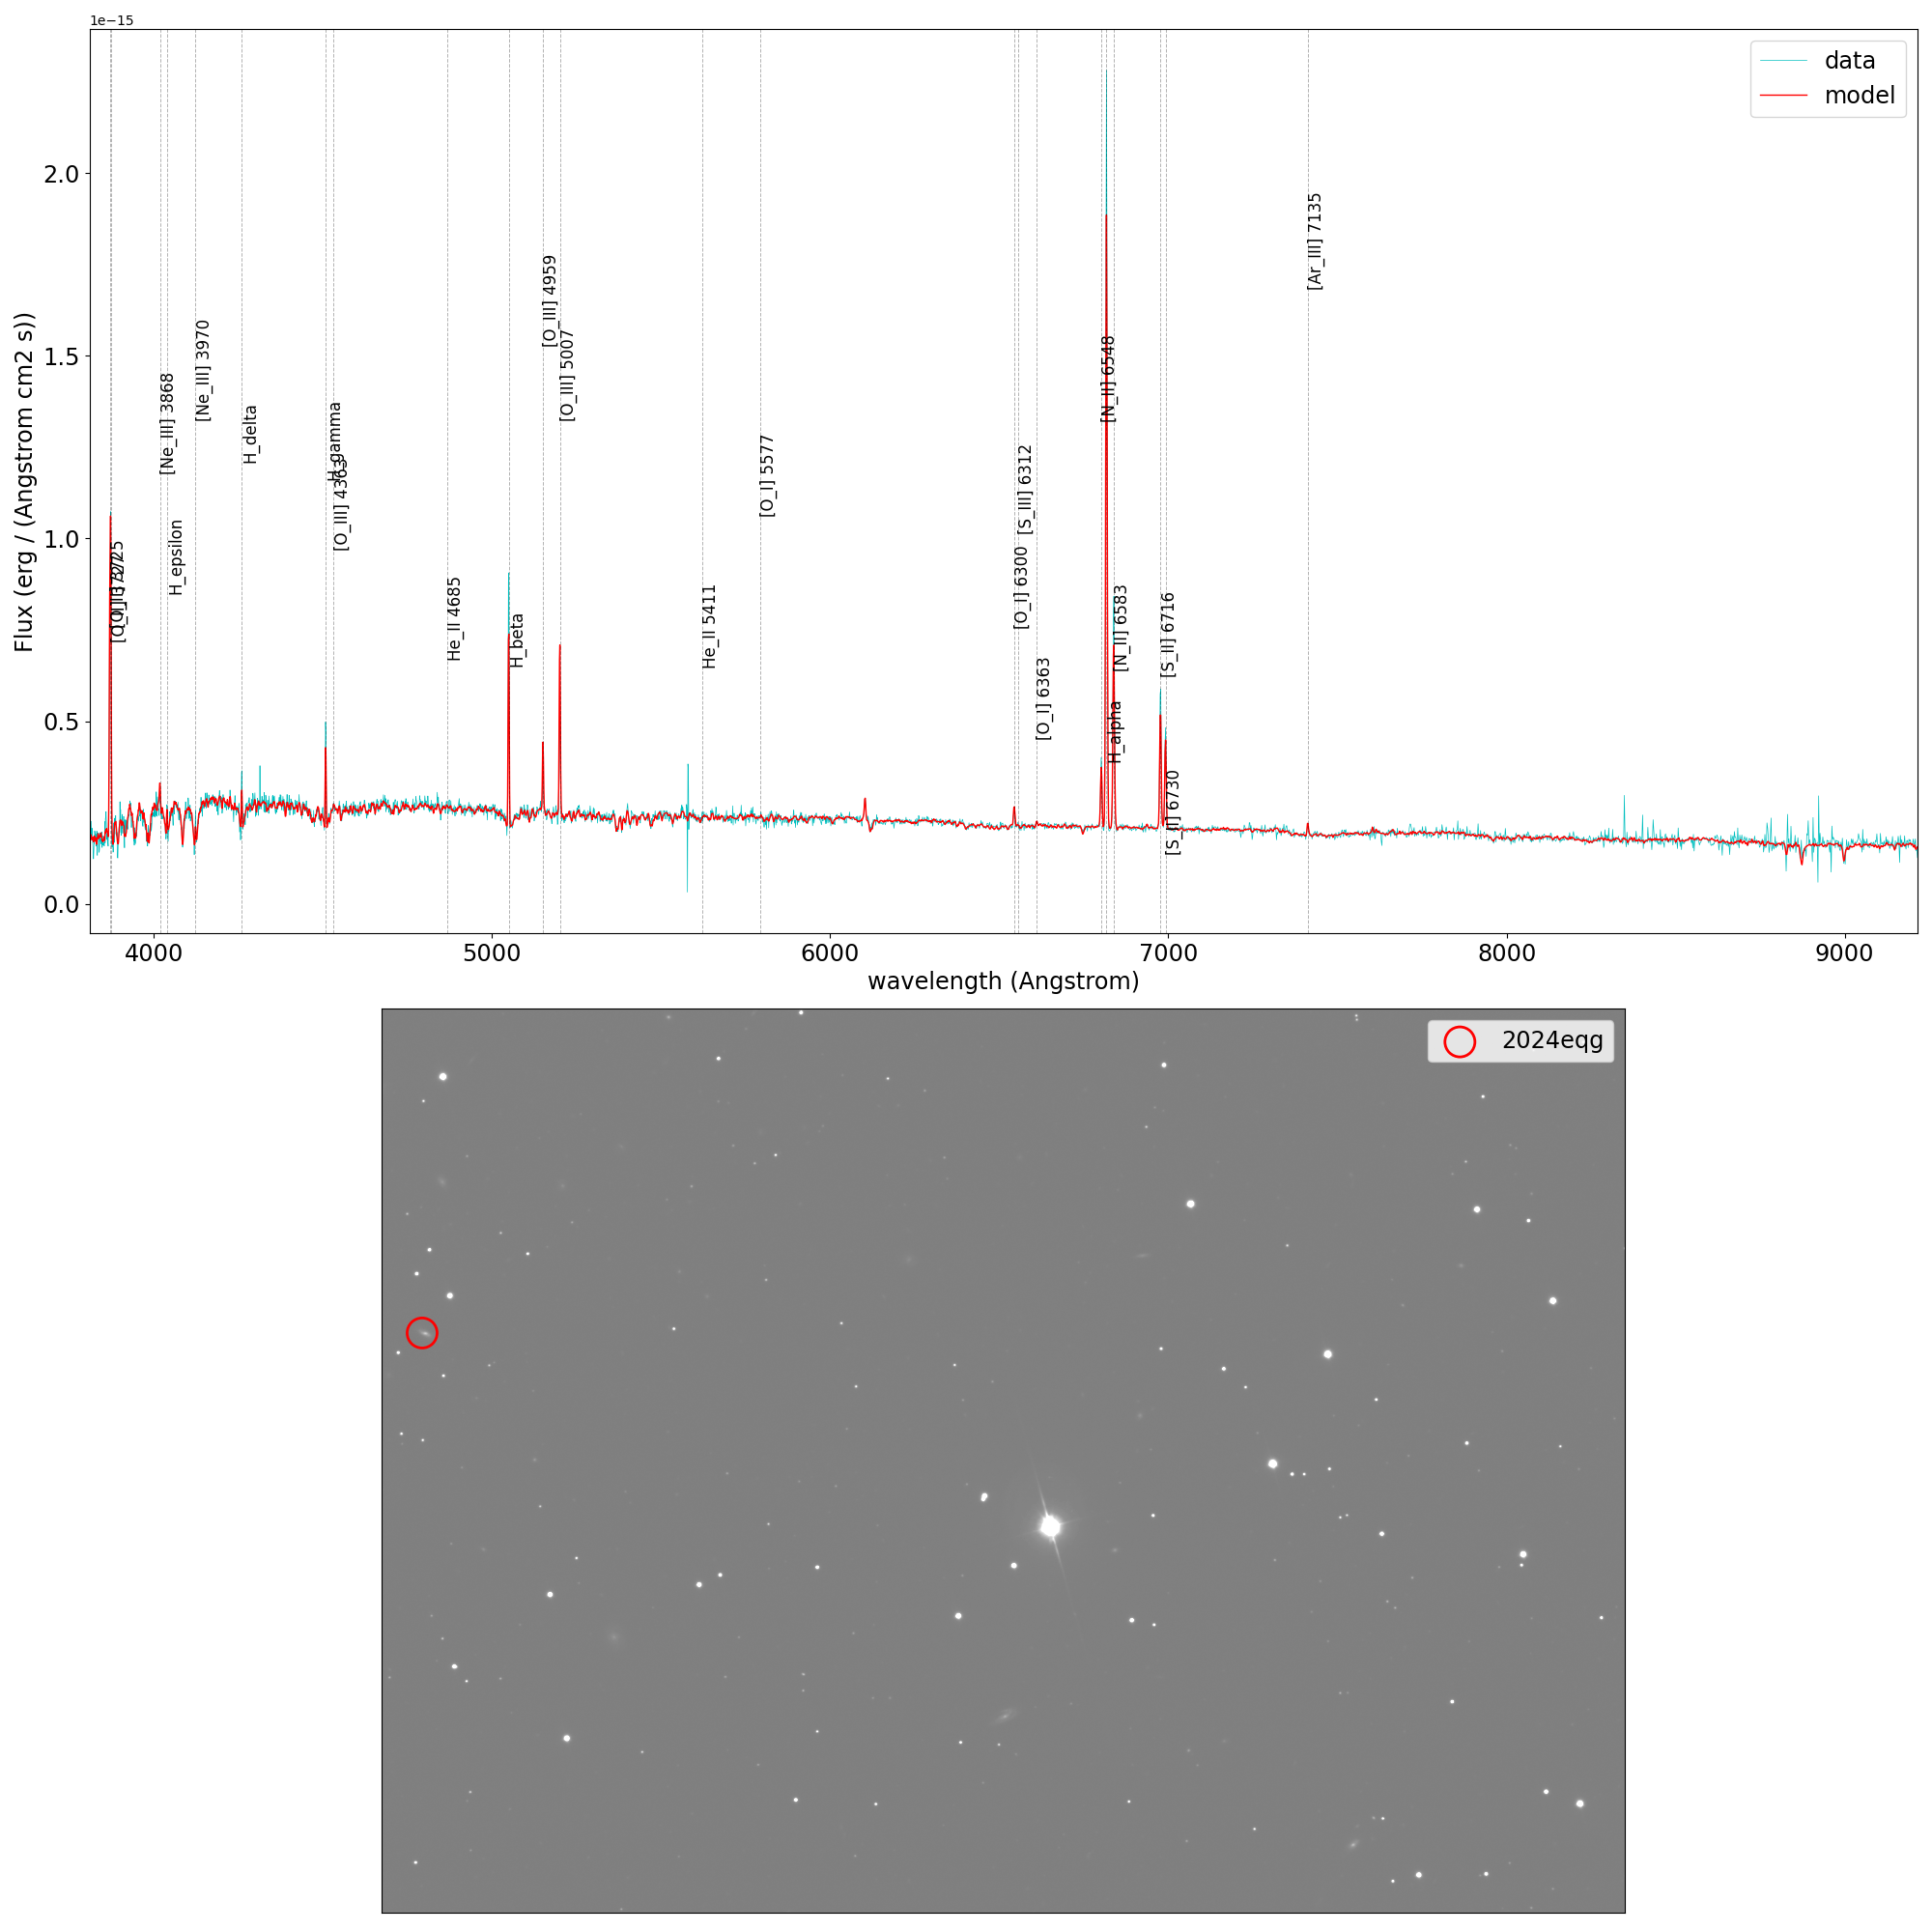 1e−15
data
model
2.0
1.5
1.0
0.5
0.0
Flux (erg / (Angstrom cm2 s))
[Ne_III] 3868
H_epsilon
[Ne_III] 3970
H_delta
H_gamma
[O_III] 4363
He_II 4685
H_beta
[O_III] 4959
[O_III] 5007
He_II 5411
[O_I] 5577
[O_I] 6300
[S_III] 6312
[O_I] 6363
[N_II] 6548
H_alpha
[N_II] 6583
[S_II] 6716
[S_II] 6730
[Ar_III] 7135
4000 5000 6000 7000 8000 9000
wavelength (Angstrom)
2024eqg